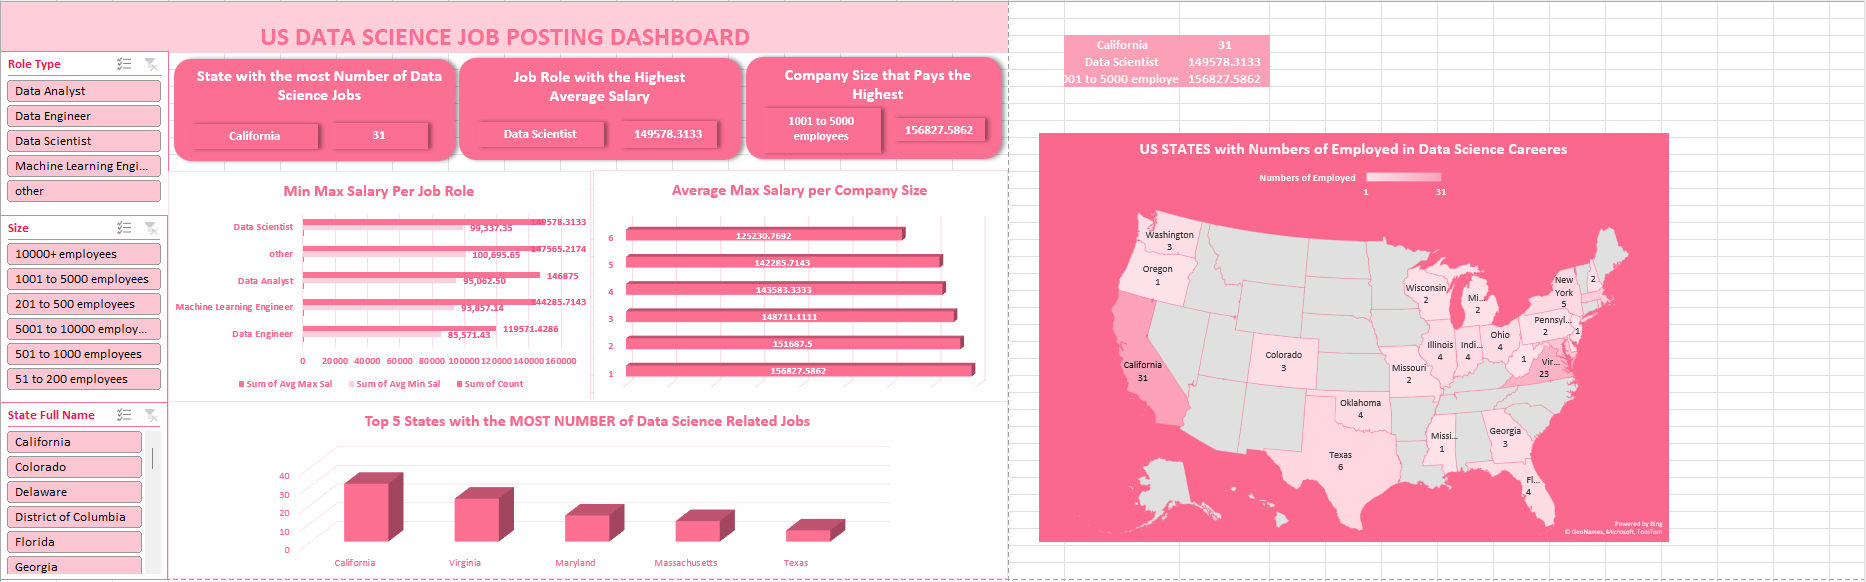 US DATA SCIENCE JOB POSTING DASHBOARD
Role Type
Data Analyst
Data Engineer
Data Scientist
Machine Learning Engi...
other
Size
10000+ employees
1001 to 5000 employees
201 to 500 employees
5001 to 10000 employ...
501 to 1000 employees
51 to 200 employees
State Full Name
California
Colorado
Delaware
District of Columbia
Florida
Georgia
State with the most Number of Data
Science Jobs
California
31
Job Role with the Highest
Average Salary
Data Scientist
149578.3133
Company Size that Pays the
Highest
1001 to 5000
employees
156827.5862
Min Max Salary Per Job Role
Data Scientist
149578.3133
99,337.35
other
147565.2174
100,695.65
Data Analyst
146875
95,062.50
Machine Learning Engineer
144285.7143
93,857.14
Data Engineer
119571.4286
85,571.43
0 20000 40000 60000 80000 100000 120000 140000 160000
Sum of Avg Max Sal Sum of Avg Min Sal Sum of Count
Average Max Salary per Company Size
6 125230.7692
5 142285.7143
4 143583.3333
3 148711.1111
2 151687.5
1 156827.5862
Top 5 States with the MOST NUMBER of Data Science Related Jobs
40
30
20
10
0
California Virginia Maryland Massachusetts Texas
California 31
Data Scientist 149578.3133
001 to 5000 employe 156827.5862
US STATES with Numbers of Employed in Data Science Careeres
Numbers of Employed
1 31
Washington
3
Oregon
1
California
31
Colorado
3
Texas
6
Oklahoma
4
Missouri
2
Wisconsin
2
Illinois
4
Mi...
2
Indi...
4
Ohio
4
Missi...
1
Georgia
3
Fl...
4
1
Vir...
23
Pennsyl...
2
New
York
5
2
1
Powered by Bing
© GeoNames, Microsoft, TomTom